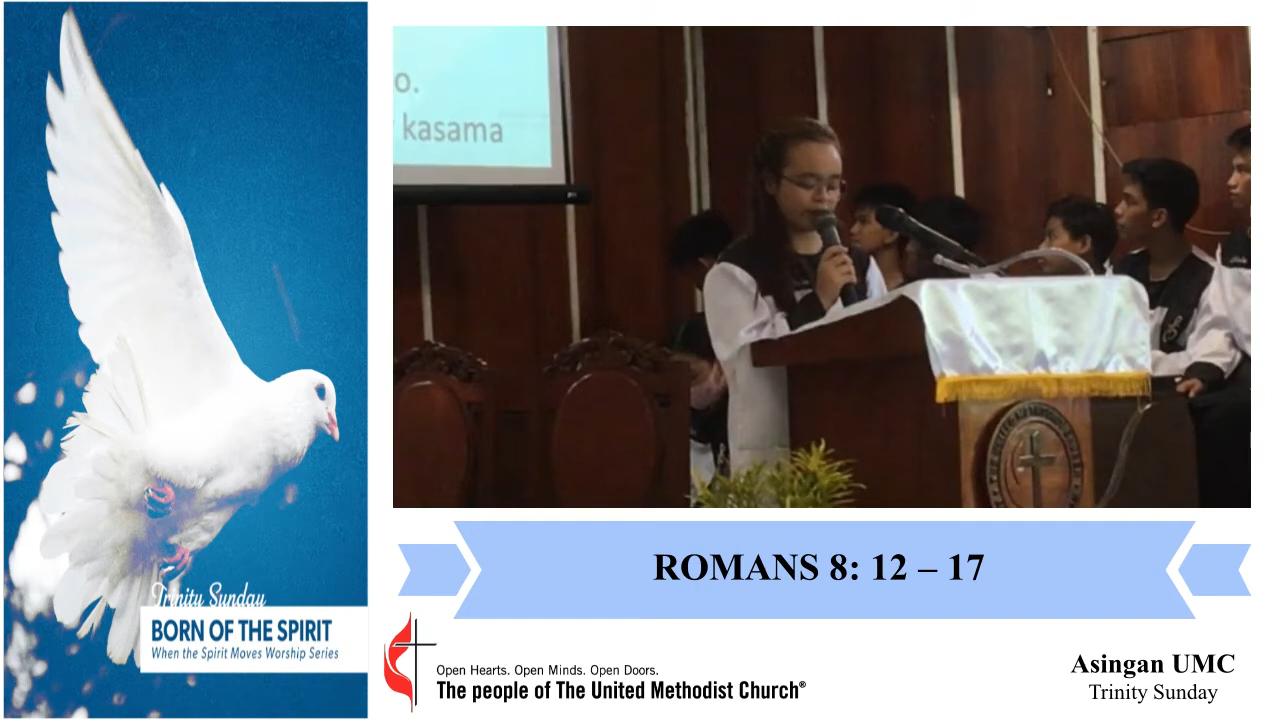 Trinity Sunday
BORN OF THE SPIRIT
When the Spirit Moves Worship Series
o.
kasama
ROMANS 8: 12 – 17
Open Hearts. Open Minds. Open Doors.
The people of The United Methodist Church®
Asingan UMC
Trinity Sunday